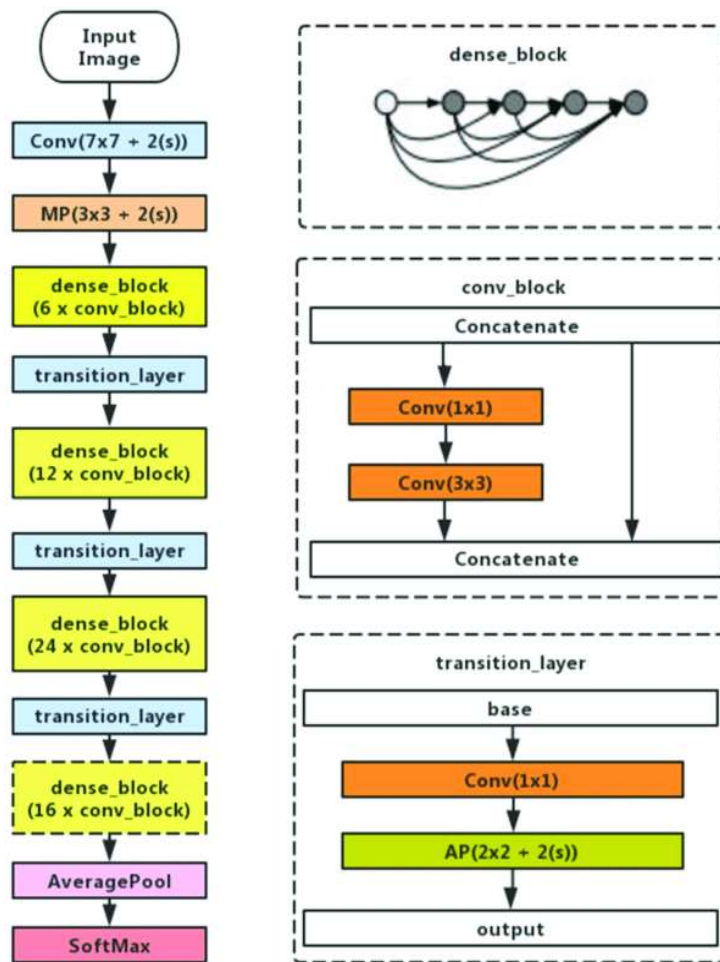 Input
Image
Conv(7x7 + 2(s))
MP(3x3 + 2(s))
dense_block
(6 x conv_block)
transition_layer
dense_block
(12 x conv_block)
transition_layer
dense_block
(24 x conv_block)
transition_layer
dense_block
(16 x conv_block)
AveragePool
SoftMax
dense_block
conv_block
Concatenate
Conv(1x1)
Conv(3x3)
Concatenate
transition_layer
base
Conv(1x1)
AP(2x2 + 2(s))
output